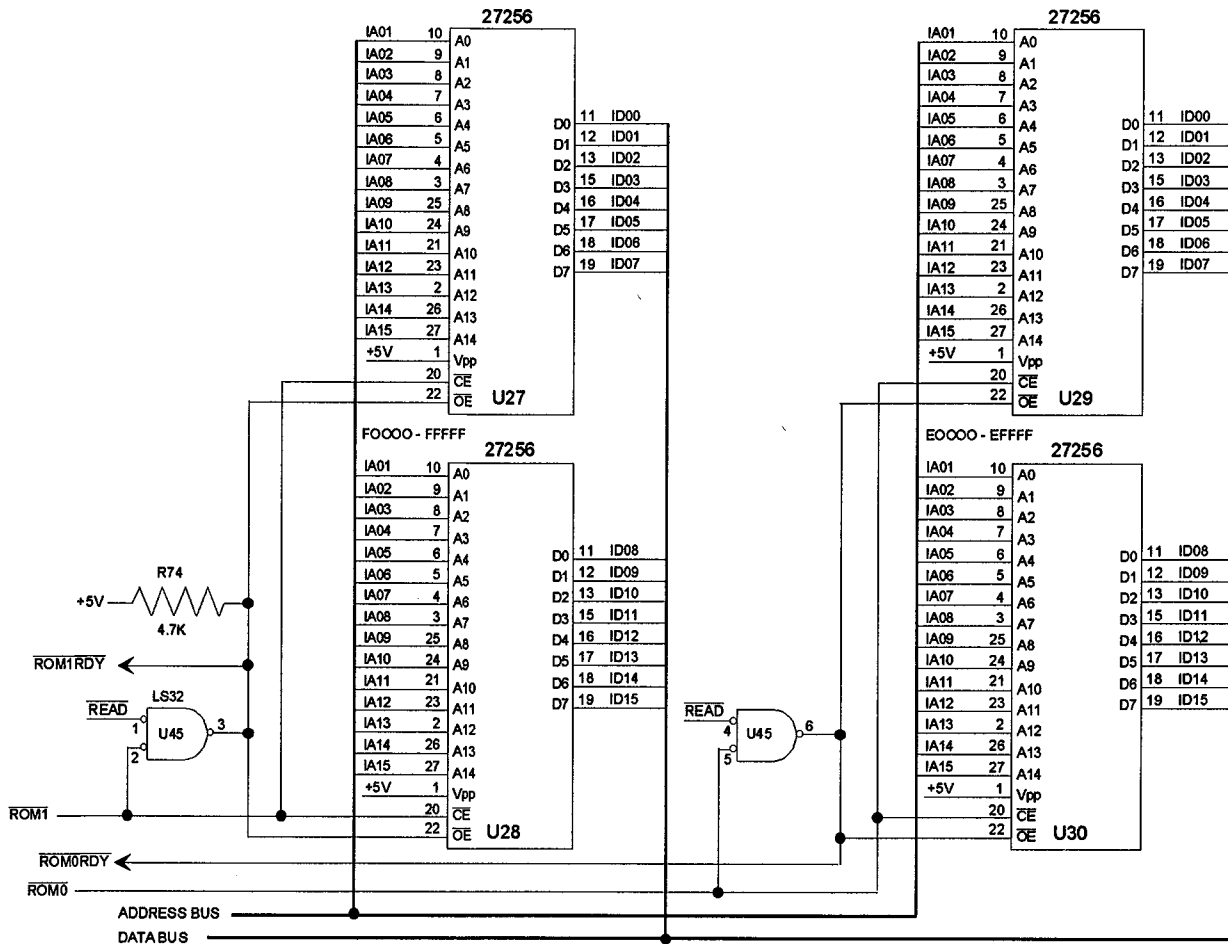 27256
IA01 10 A0
IA02 9 A1
IA03 8 A2
IA04 7 A3
IA05 6 A4
IA06 5 A5
IA07 4 A6
IA08 3 A7
IA09 25 A8
IA10 24 A9
IA11 21 A10
IA12 23 A11
IA13 2 A12
IA14 26 A13
IA15 27 A14
+5V 1 Vpp
20 CE
22 OE
D0 11 ID00
D1 12 ID01
D2 13 ID02
D3 15 ID03
D4 16 ID04
D5 17 ID05
D6 18 ID06
D7 19 ID07
U27
27256
IA01 10 A0
IA02 9 A1
IA03 8 A2
IA04 7 A3
IA05 6 A4
IA06 5 A5
IA07 4 A6
IA08 3 A7
IA09 25 A8
IA10 24 A9
IA11 21 A10
IA12 23 A11
IA13 2 A12
IA14 26 A13
IA15 27 A14
+5V 1 Vpp
20 CE
22 OE
D0 11 ID00
D1 12 ID01
D2 13 ID02
D3 15 ID03
D4 16 ID04
D5 17 ID05
D6 18 ID06
D7 19 ID07
U29
F0000 - FFFFF
27256
IA01 10 A0
IA02 9 A1
IA03 8 A2
IA04 7 A3
IA05 6 A4
IA06 5 A5
IA07 4 A6
IA08 3 A7
IA09 25 A8
IA10 24 A9
IA11 21 A10
IA12 23 A11
IA13 2 A12
IA14 26 A13
IA15 27 A14
+5V 1 Vpp
20 CE
22 OE
D0 11 ID08
D1 12 ID09
D2 13 ID10
D3 15 ID11
D4 16 ID12
D5 17 ID13
D6 18 ID14
D7 19 ID15
U28
E0000 - EFFFF
27256
IA01 10 A0
IA02 9 A1
IA03 8 A2
IA04 7 A3
IA05 6 A4
IA06 5 A5
IA07 4 A6
IA08 3 A7
IA09 25 A8
IA10 24 A9
IA11 21 A10
IA12 23 A11
IA13 2 A12
IA14 26 A13
IA15 27 A14
+5V 1 Vpp
20 CE
22 OE
D0 11 ID08
D1 12 ID09
D2 13 ID10
D3 15 ID11
D4 16 ID12
D5 17 ID13
D6 18 ID14
D7 19 ID15
U30
R74
+5V
4.7K
ROM1RDY
LS32
READ
1
2
U45
3
READ
4
5
U45
6
ROM1
ROM0RDY
ROM0
ADDRESS BUS
DATA BUS